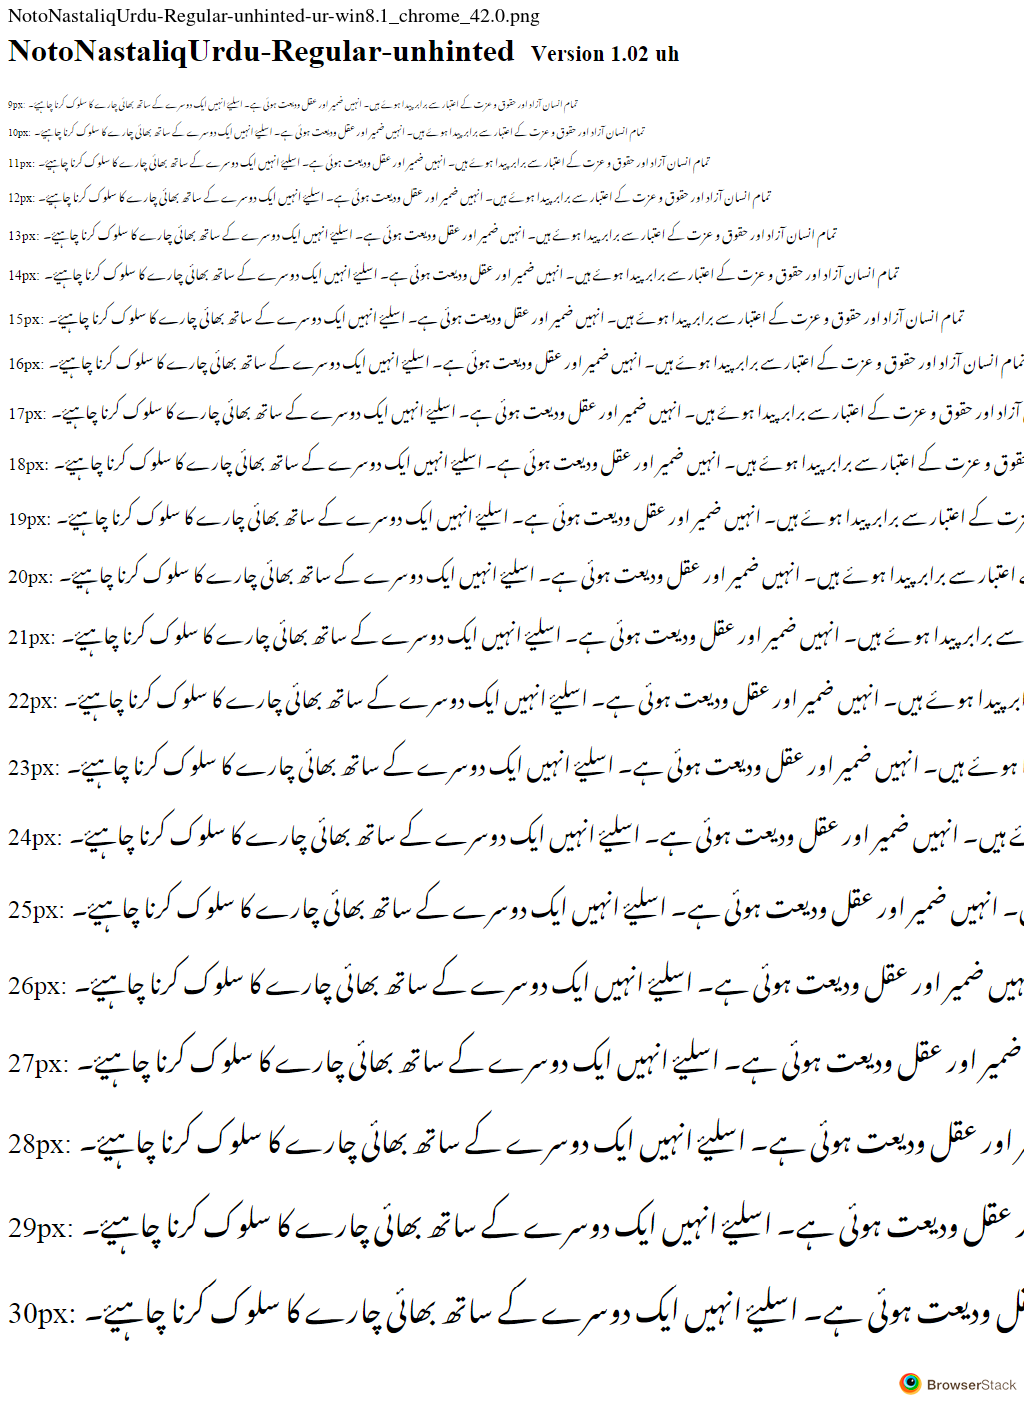 NotoNastaliqUrdu-Regular-unhinted-ur-win8.1_chrome_42.0.png
NotoNastaliqUrdu-Regular-unhinted Version 1.02 uh
9px: تمام انسان آزاد اور حقوق و عزت کے اعتبار سے برابر پیدا ہوئے ہیں۔ انہیں ضمیر اور عقل ودیعت ہوئی ہے۔ اسلیئے انہیں ایک دوسرے کے ساتھ بھائی چارے کا سلوک کرنا چاہیئے۔
10px: تمام انسان آزاد اور حقوق و عزت کے اعتبار سے برابر پیدا ہوئے ہیں۔ انہیں ضمیر اور عقل ودیعت ہوئی ہے۔ اسلیئے انہیں ایک دوسرے کے ساتھ بھائی چارے کا سلوک کرنا چاہیئے۔
11px: تمام انسان آزاد اور حقوق و عزت کے اعتبار سے برابر پیدا ہوئے ہیں۔ انہیں ضمیر اور عقل ودیعت ہوئی ہے۔ اسلیئے انہیں ایک دوسرے کے ساتھ بھائی چارے کا سلوک کرنا چاہیئے۔
12px: تمام انسان آزاد اور حقوق و عزت کے اعتبار سے برابر پیدا ہوئے ہیں۔ انہیں ضمیر اور عقل ودیعت ہوئی ہے۔ اسلیئے انہیں ایک دوسرے کے ساتھ بھائی چارے کا سلوک کرنا چاہیئے۔
13px: تمام انسان آزاد اور حقوق و عزت کے اعتبار سے برابر پیدا ہوئے ہیں۔ انہیں ضمیر اور عقل ودیعت ہوئی ہے۔ اسلیئے انہیں ایک دوسرے کے ساتھ بھائی چارے کا سلوک کرنا چاہیئے۔
14px: تمام انسان آزاد اور حقوق و عزت کے اعتبار سے برابر پیدا ہوئے ہیں۔ انہیں ضمیر اور عقل ودیعت ہوئی ہے۔ اسلیئے انہیں ایک دوسرے کے ساتھ بھائی چارے کا سلوک کرنا چاہیئے۔
15px: تمام انسان آزاد اور حقوق و عزت کے اعتبار سے برابر پیدا ہوئے ہیں۔ انہیں ضمیر اور عقل ودیعت ہوئی ہے۔ اسلیئے انہیں ایک دوسرے کے ساتھ بھائی چارے کا سلوک کرنا چاہیئے۔
16px: تمام انسان آزاد اور حقوق و عزت کے اعتبار سے برابر پیدا ہوئے ہیں۔ انہیں ضمیر اور عقل ودیعت ہوئی ہے۔ اسلیئے انہیں ایک دوسرے کے ساتھ بھائی چارے کا سلوک کرنا چاہیئے۔
17px: آزاد اور حقوق و عزت کے اعتبار سے برابر پیدا ہوئے ہیں۔ انہیں ضمیر اور عقل ودیعت ہوئی ہے۔ اسلیئے انہیں ایک دوسرے کے ساتھ بھائی چارے کا سلوک کرنا چاہیئے۔
18px: حقوق و عزت کے اعتبار سے برابر پیدا ہوئے ہیں۔ انہیں ضمیر اور عقل ودیعت ہوئی ہے۔ اسلیئے انہیں ایک دوسرے کے ساتھ بھائی چارے کا سلوک کرنا چاہیئے۔
19px: کے اعتبار سے برابر پیدا ہوئے ہیں۔ انہیں ضمیر اور عقل ودیعت ہوئی ہے۔ اسلیئے انہیں ایک دوسرے کے ساتھ بھائی چارے کا سلوک کرنا چاہیئے۔
20px: اعتبار سے برابر پیدا ہوئے ہیں۔ انہیں ضمیر اور عقل ودیعت ہوئی ہے۔ اسلیئے انہیں ایک دوسرے کے ساتھ بھائی چارے کا سلوک کرنا چاہیئے۔
21px: سے برابر پیدا ہوئے ہیں۔ انہیں ضمیر اور عقل ودیعت ہوئی ہے۔ اسلیئے انہیں ایک دوسرے کے ساتھ بھائی چارے کا سلوک کرنا چاہیئے۔
22px: پیدا ہوئے ہیں۔ انہیں ضمیر اور عقل ودیعت ہوئی ہے۔ اسلیئے انہیں ایک دوسرے کے ساتھ بھائی چارے کا سلوک کرنا چاہیئے۔
23px: ہوئے ہیں۔ انہیں ضمیر اور عقل ودیعت ہوئی ہے۔ اسلیئے انہیں ایک دوسرے کے ساتھ بھائی چارے کا سلوک کرنا چاہیئے۔
24px: ہیں۔ انہیں ضمیر اور عقل ودیعت ہوئی ہے۔ اسلیئے انہیں ایک دوسرے کے ساتھ بھائی چارے کا سلوک کرنا چاہیئے۔
25px: ۔ انہیں ضمیر اور عقل ودیعت ہوئی ہے۔ اسلیئے انہیں ایک دوسرے کے ساتھ بھائی چارے کا سلوک کرنا چاہیئے۔
26px: ضمیر اور عقل ودیعت ہوئی ہے۔ اسلیئے انہیں ایک دوسرے کے ساتھ بھائی چارے کا سلوک کرنا چاہیئے۔
27px: ضمیر اور عقل ودیعت ہوئی ہے۔ اسلیئے انہیں ایک دوسرے کے ساتھ بھائی چارے کا سلوک کرنا چاہیئے۔
28px: اور عقل ودیعت ہوئی ہے۔ اسلیئے انہیں ایک دوسرے کے ساتھ بھائی چارے کا سلوک کرنا چاہیئے۔
29px: عقل ودیعت ہوئی ہے۔ اسلیئے انہیں ایک دوسرے کے ساتھ بھائی چارے کا سلوک کرنا چاہیئے۔
30px: ودیعت ہوئی ہے۔ اسلیئے انہیں ایک دوسرے کے ساتھ بھائی چارے کا سلوک کرنا چاہیئے۔
BrowserStack